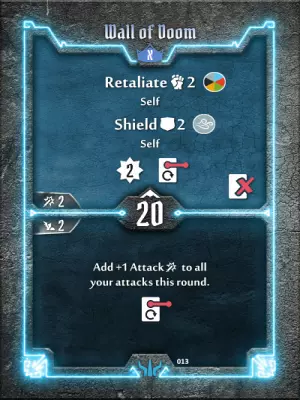 Wall of Doom
X
Retaliate 2
Self
Shield 2
Self
2
2
20
2
Add +1 Attack to all
your attacks this round.
013